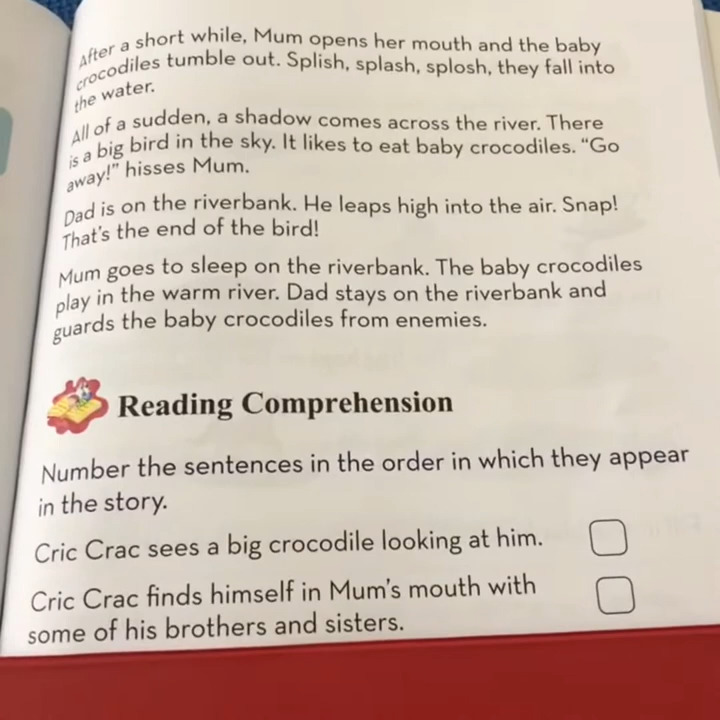 After a short while, Mum opens her mouth and the baby
crocodiles tumble out. Splish, splash, splosh, they fall into
the water.
All of a sudden, a shadow comes across the river. There
is a big bird in the sky. It likes to eat baby crocodiles. “Go
away!” hisses Mum.
Dad is on the riverbank. He leaps high into the air. Snap!
That's the end of the bird!
Mum goes to sleep on the riverbank. The baby crocodiles
play in the warm river. Dad stays on the riverbank and
guards the baby crocodiles from enemies.
Reading Comprehension
Number the sentences in the order in which they appear
in the story.
Cric Crac sees a big crocodile looking at him.
Cric Crac finds himself in Mum's mouth with
some of his brothers and sisters.